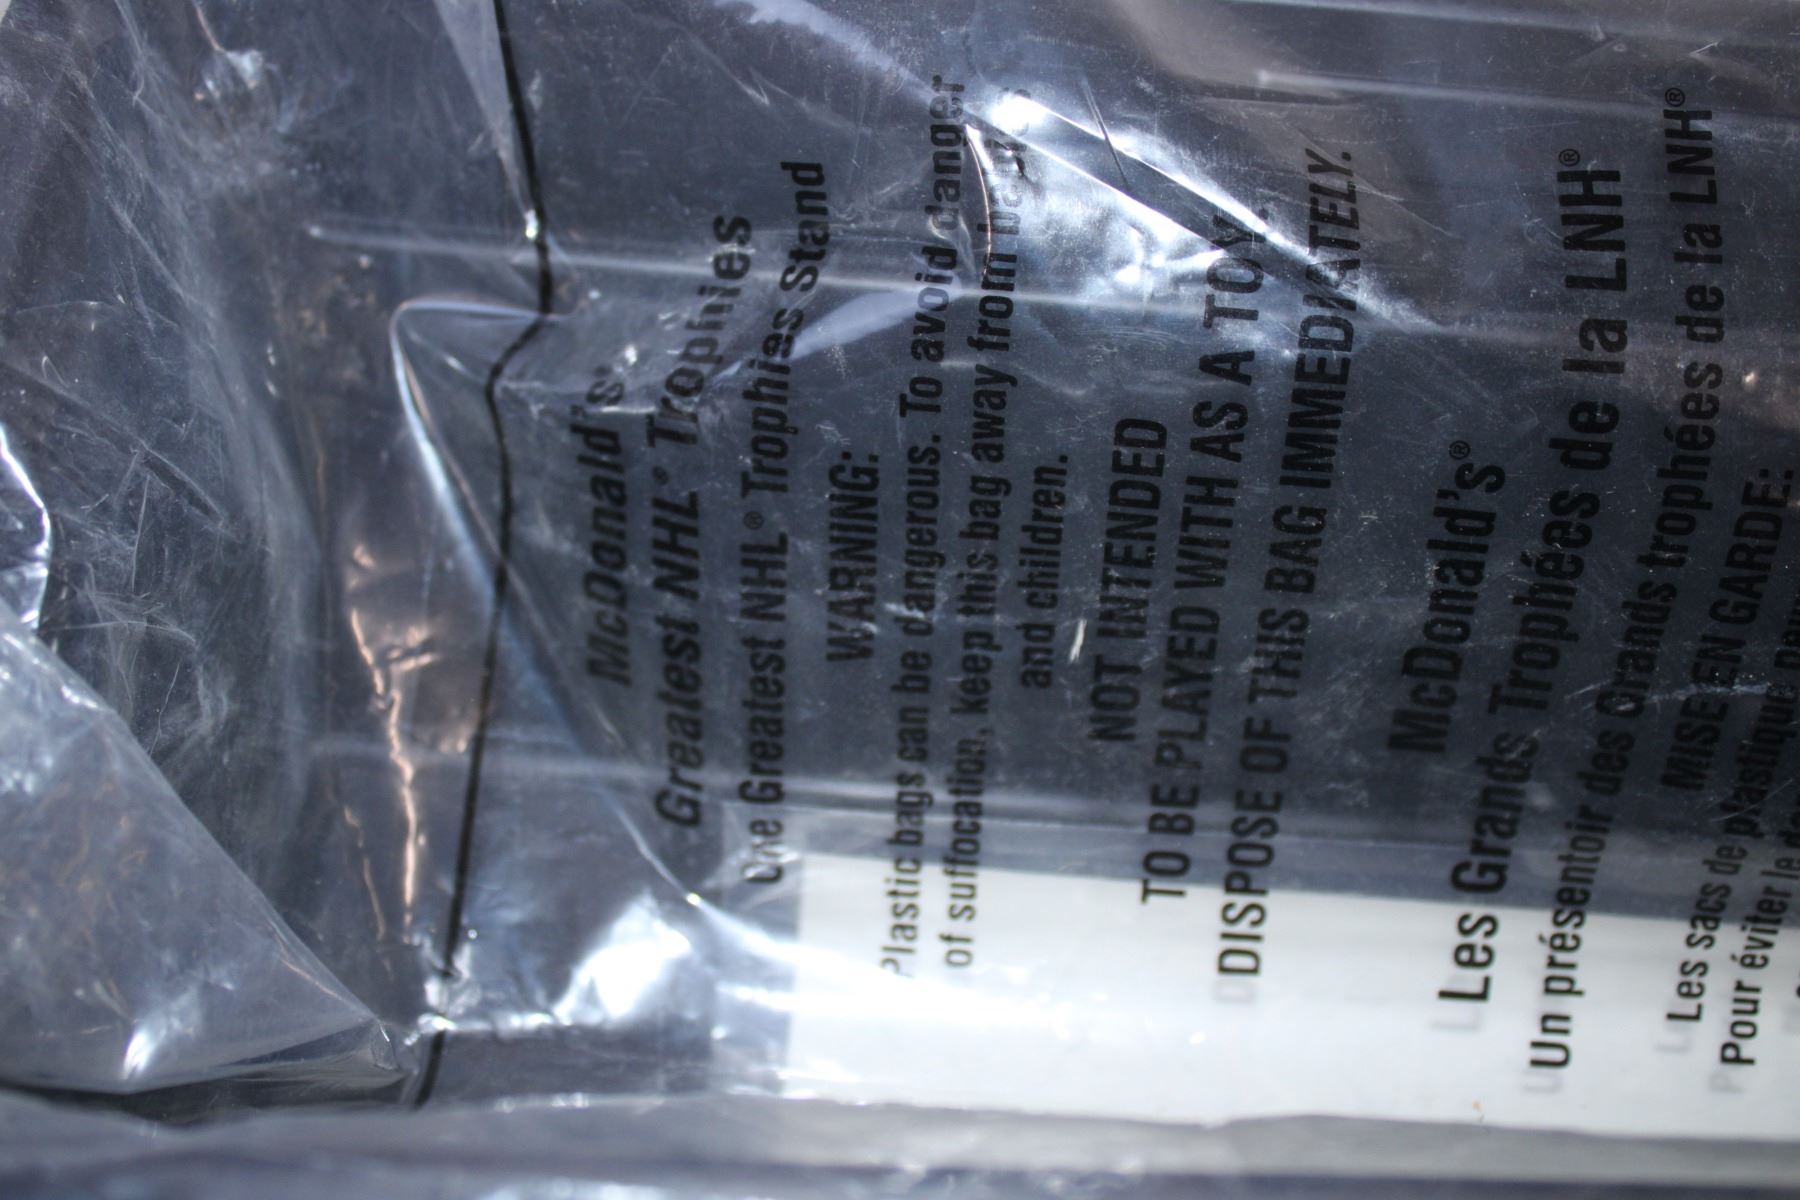 McDonald's®
Greatest NHL® Trophies
One Greatest NHL® Trophies Stand
WARNING:
Plastic bags can be dangerous. To avoid danger
of suffocation, keep this bag away from babies
and children.
NOT INTENDED
TO BE PLAYED WITH AS A TOY.
DISPOSE OF THIS BAG IMMEDIATELY.
McDonald's®
Les Grands Trophées de la LNH®
Un présentoir des Grands trophées de la LNH®
MISE EN GARDE:
Les sacs de plastique
Pour éviter le